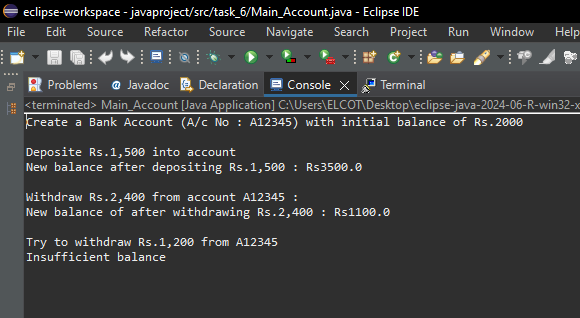 eclipse-workspace - javaproject/src/task_6/Main_Account.java - Eclipse IDE
File Edit Source Refactor Source Navigate Search Project Run Window Help
Problems @ Javadoc Declaration Console × Terminal
<terminated> Main_Account [Java Application] C:\Users\ELCOT\Desktop\eclipse-java-2024-06-R-win32-x
Create a Bank Account (A/c No : A12345) with initial balance of Rs.2000
Deposite Rs.1,500 into account
New balance after depositing Rs.1,500 : Rs3500.0
Withdraw Rs.2,400 from account A12345 :
New balance of after withdrawing Rs.2,400 : Rs1100.0
Try to withdraw Rs.1,200 from A12345
Insufficient balance